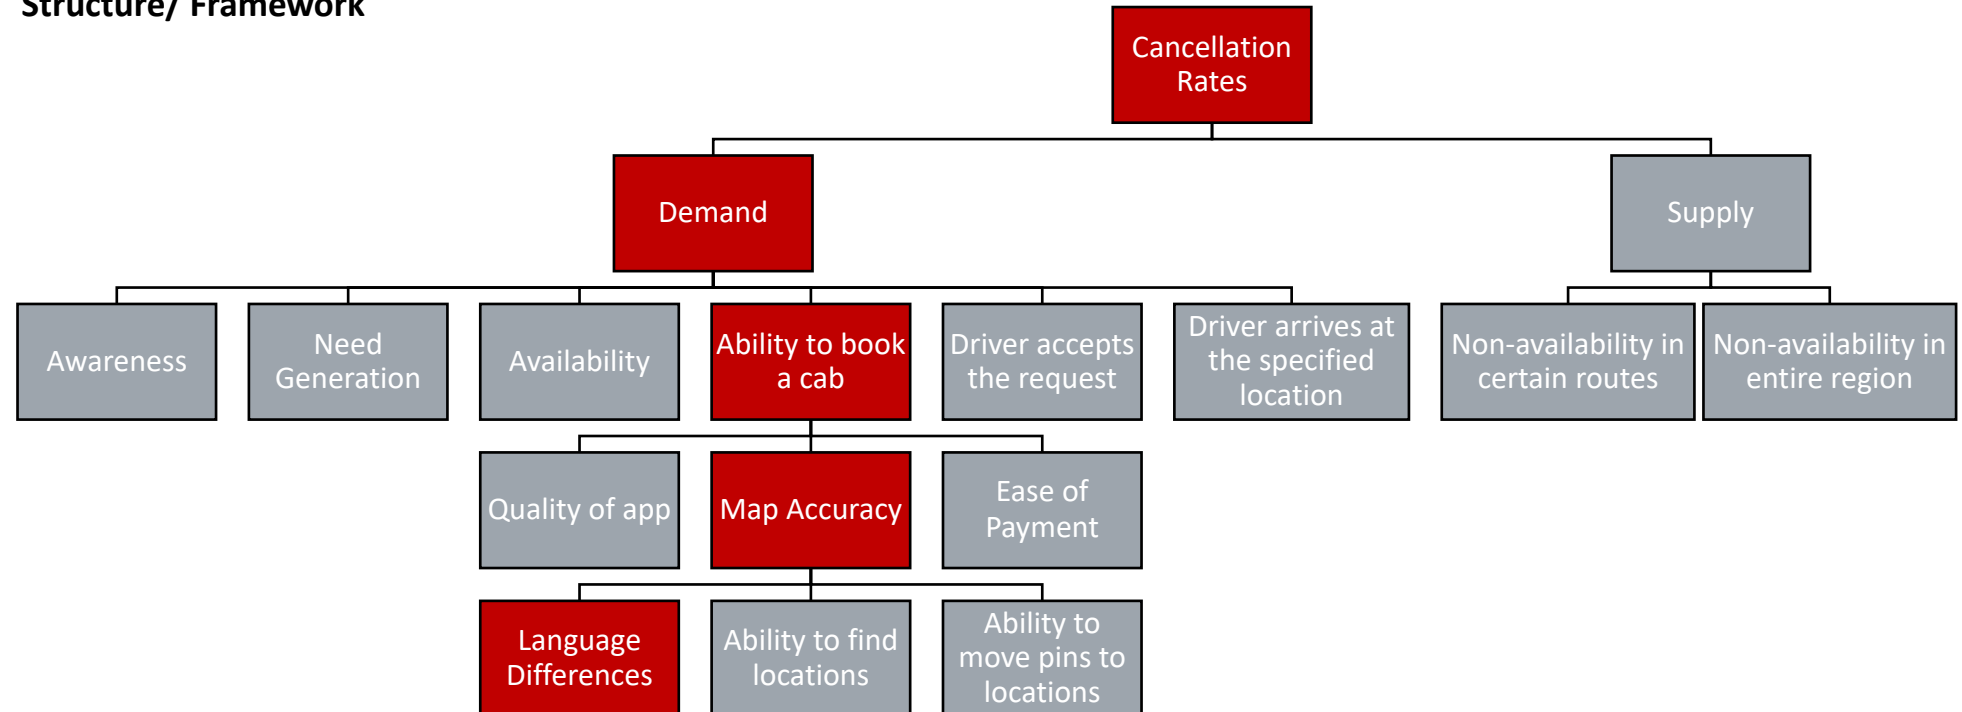 Structure/ Framework
Cancellation
Rates
Demand
Supply
Awareness
Need
Generation
Availability
Ability to book
a cab
Driver accepts
the request
Driver arrives at
the specified
location
Non-availability in
certain routes
Non-availability in
entire region
Quality of app
Map Accuracy
Ease of
Payment
Language
Differences
Ability to find
locations
Ability to
move pins to
locations